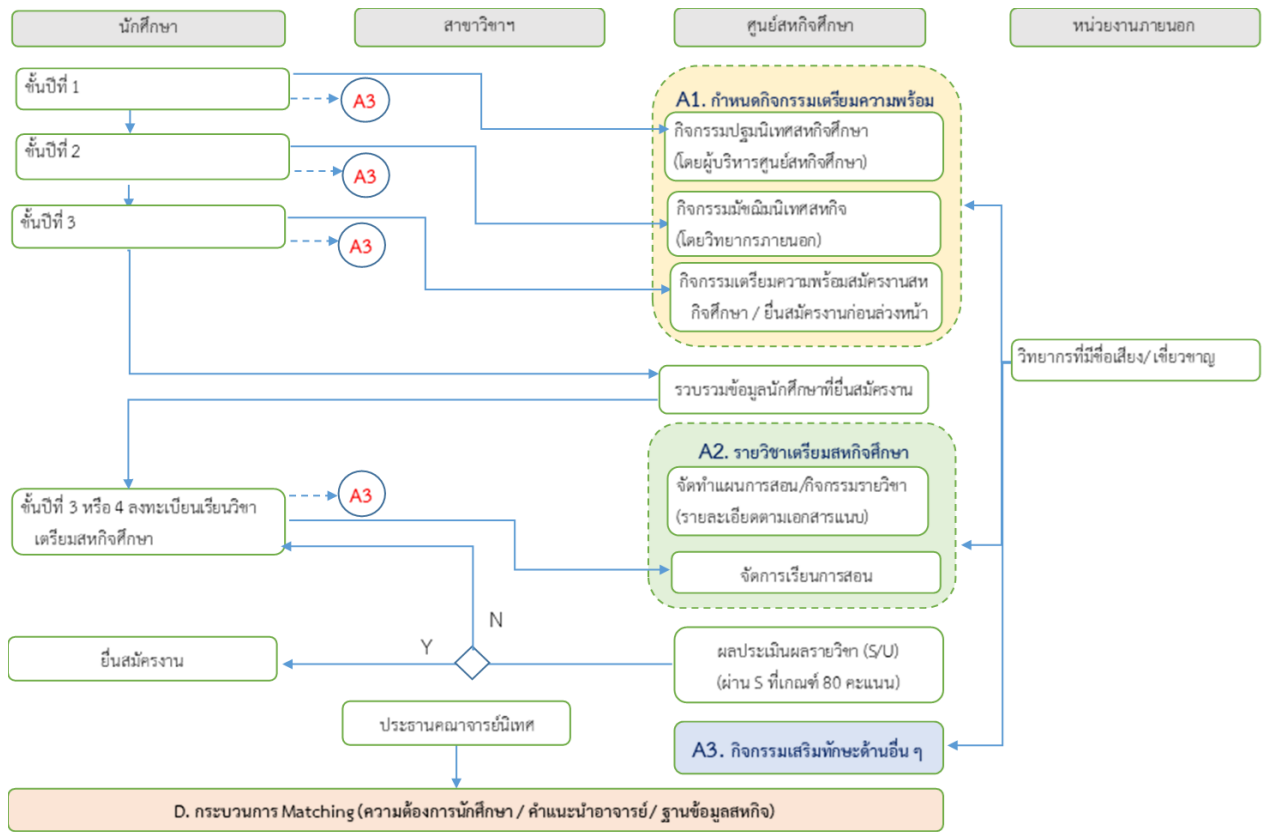 นักศึกษา
สาขาวิชาฯ
ศูนย์สหกิจศึกษา
หน่วยงานภายนอก
ชั้นปีที่ 1
A3
A1. กำหนดกิจกรรมเตรียมความพร้อม
กิจกรรมปฐมนิเทศสหกิจศึกษา
(โดยผู้บริหารศูนย์สหกิจศึกษา)
ชั้นปีที่ 2
A3
กิจกรรมมัชฌิมนิเทศสหกิจ
(โดยวิทยากรภายนอก)
ชั้นปีที่ 3
A3
กิจกรรมเตรียมความพร้อมสมัครงานสห
กิจศึกษา / ยื่นสมัครงานก่อนล่วงหน้า
วิทยากรที่มีชื่อเสียง/ เชี่ยวชาญ
รวบรวมข้อมูลนักศึกษาที่ยื่นสมัครงาน
A2. รายวิชาเตรียมสหกิจศึกษา
จัดทำแผนการสอน/กิจกรรมรายวิชา
(รายละเอียดตามเอกสารแนบ)
A3
ชั้นปีที่ 3 หรือ 4 ลงทะเบียนเรียนวิชา
เตรียมสหกิจศึกษา
จัดการเรียนการสอน
N
Y
ยื่นสมัครงาน
ผลประเมินผลรายวิชา (S/U)
(ผ่าน S ที่เกณฑ์ 80 คะแนน)
ประธานคณาจารย์นิเทศ
A3. กิจกรรมเสริมทักษะด้านอื่น ๆ
D. กระบวนการ Matching (ความต้องการนักศึกษา / คำแนะนำอาจารย์/ ฐานข้อมูลสหกิจ)